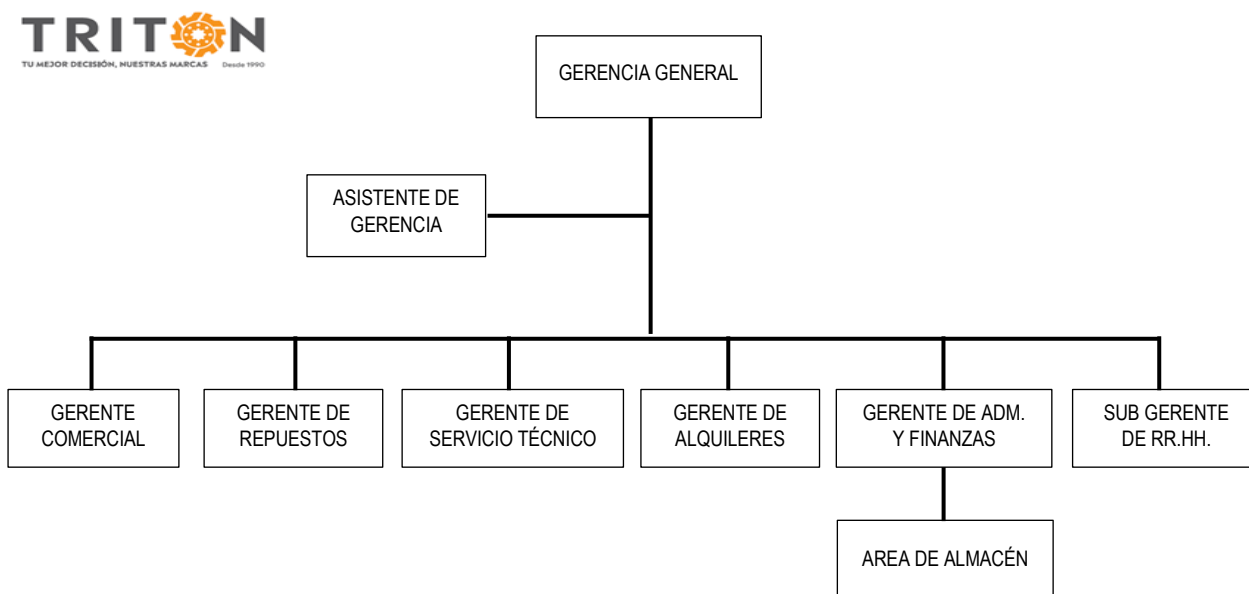 TRITON
TU MEJOR DECISIÓN, NUESTRAS MARCAS Desde 1990
GERENCIA GENERAL
ASISTENTE DE
GERENCIA
GERENTE
COMERCIAL
GERENTE DE
REPUESTOS
GERENTE DE
SERVICIO TÉCNICO
GERENTE DE
ALQUILERES
GERENTE DE ADM.
Y FINANZAS
SUB GERENTE
DE RR.HH.
AREA DE ALMACÉN